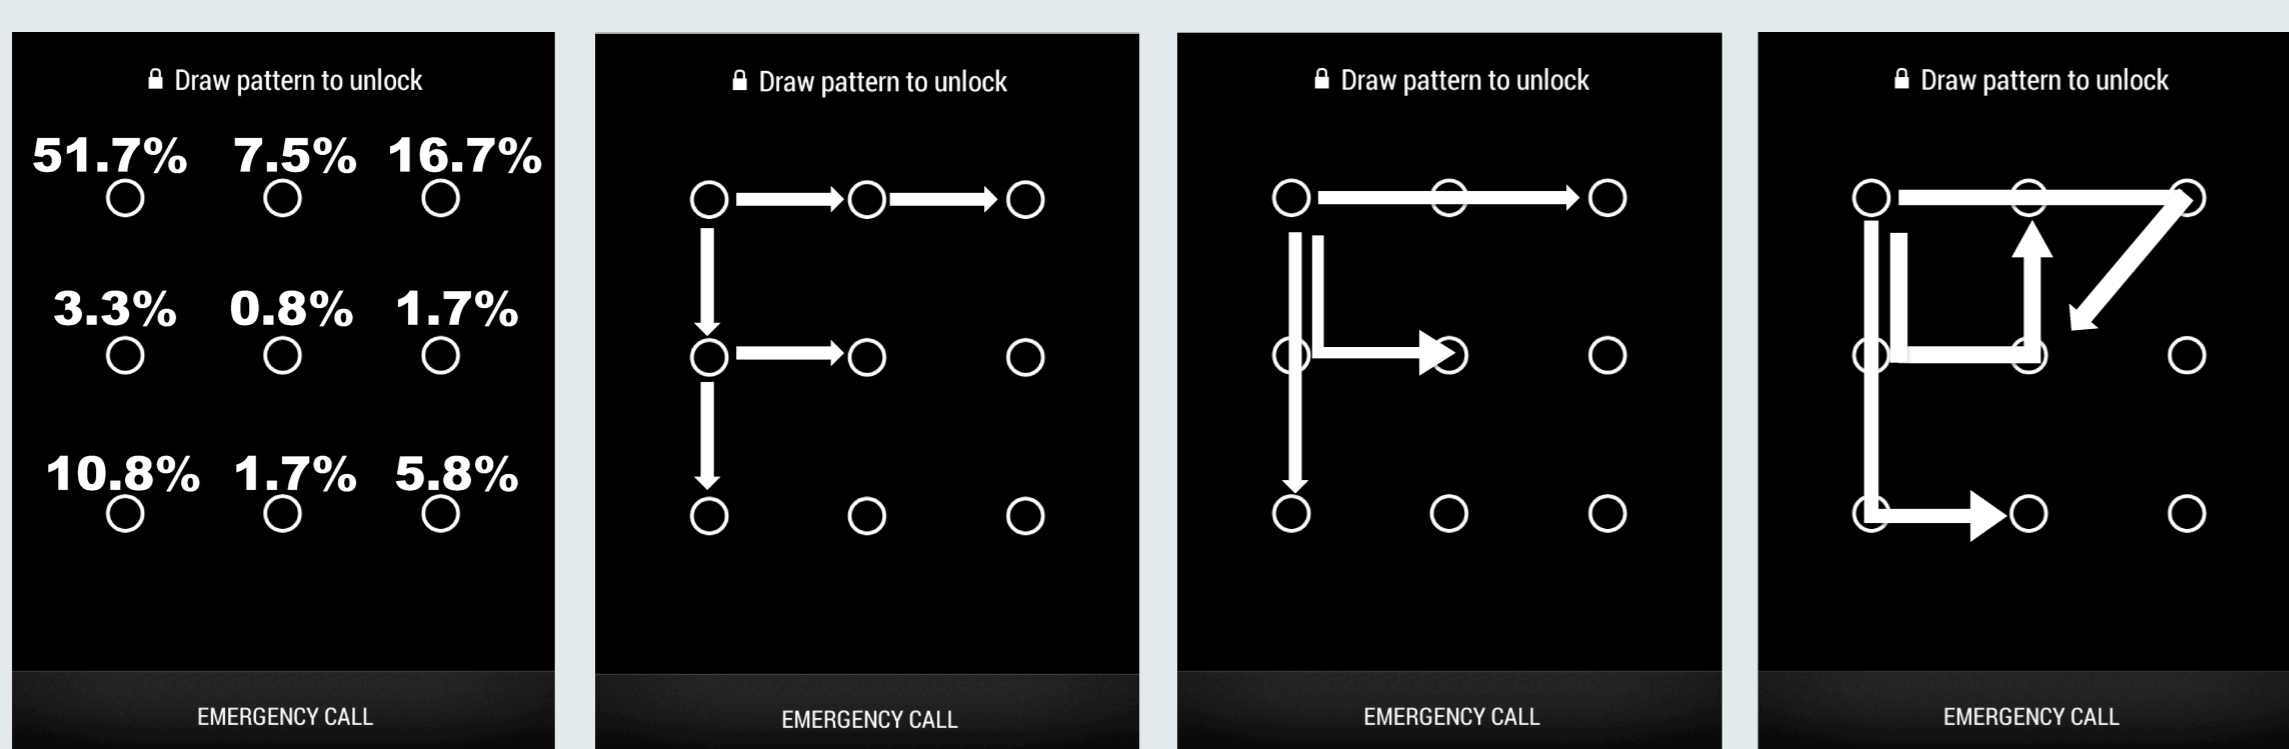 Draw pattern to unlock
51.7% 7.5% 16.7%
3.3% 0.8% 1.7%
10.8% 1.7% 5.8%
EMERGENCY CALL
Draw pattern to unlock
EMERGENCY CALL
Draw pattern to unlock
EMERGENCY CALL
Draw pattern to unlock
EMERGENCY CALL